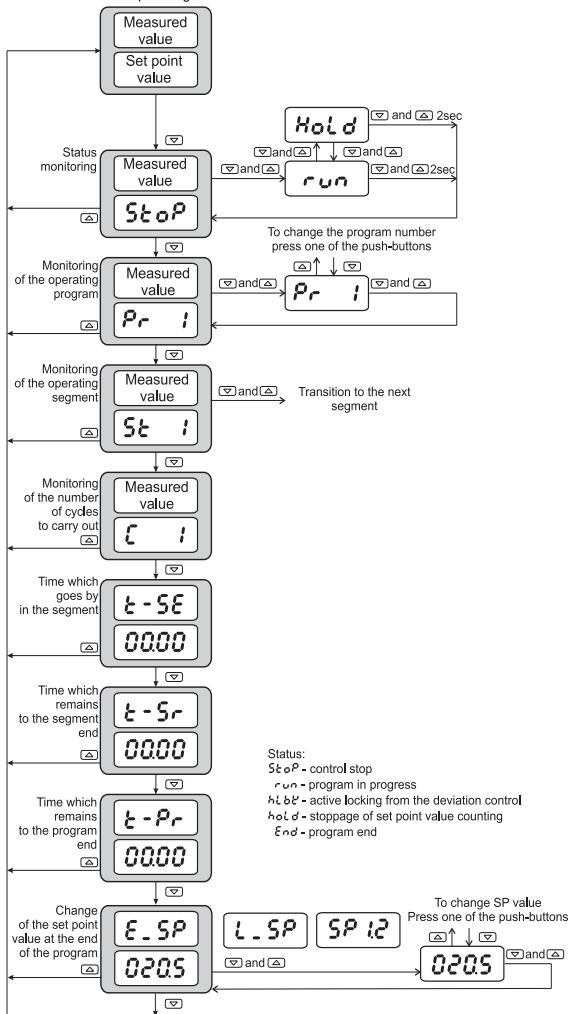 Measured
value
Set point
value
Status
monitoring
Measured
value
StoP
HoLd
and 2sec
and
and
and
run
and 2sec
To change the program number
press one of the push-buttons
Monitoring
of the operating
program
Measured
value
Pr 1
and
Pr 1
and
Monitoring
of the operating
segment
Measured
value
St 1
and
Transition to the next
segment
Monitoring
of the number
of cycles
to carry out
Measured
value
C 1
Time which
goes by
in the segment
t-SE
00.00
Time which
remains
to the segment
end
t-Sr
00.00
Status:
StoP - control stop
run - program in progress
hLbY - active locking from the deviation control
hoLd - stoppage of set point value counting
End - program end
Time which
remains
to the program
end
t-Pr
00.00
Change
of the set point
value at the end
of the program
E_SP
020.5
L_SP
SP 1.2
and
To change SP value
Press one of the push-buttons
020.5
and